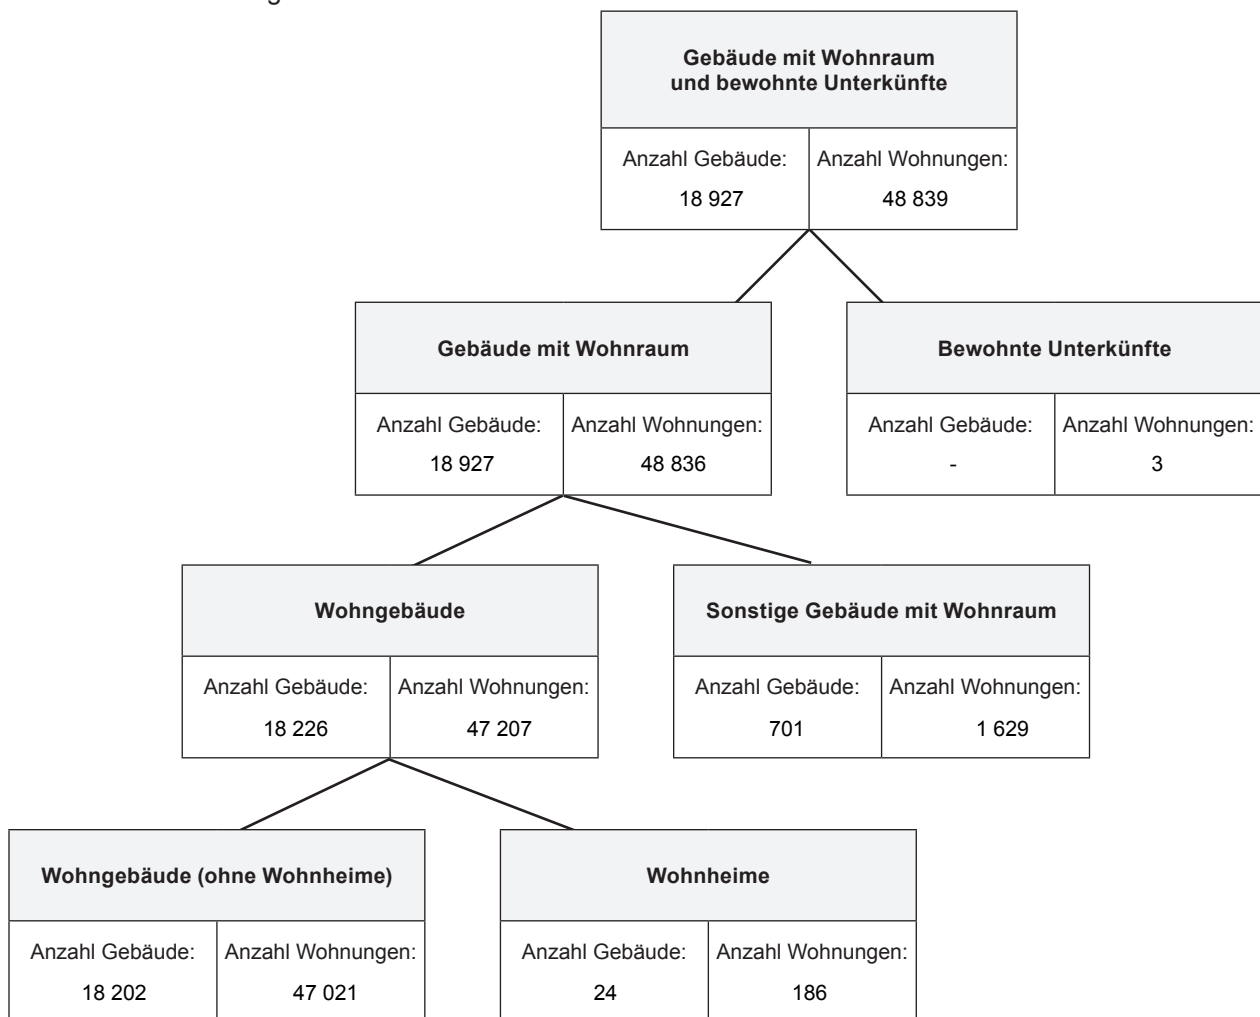 Gebäude mit Wohnraum
und bewohnte Unterkünfte
Anzahl Gebäude: Anzahl Wohnungen:
18 927 48 839
Gebäude mit Wohnraum
Anzahl Gebäude: Anzahl Wohnungen:
18 927 48 836
Bewohnte Unterkünfte
Anzahl Gebäude: Anzahl Wohnungen:
- 3
Wohngebäude
Anzahl Gebäude: Anzahl Wohnungen:
18 226 47 207
Sonstige Gebäude mit Wohnraum
Anzahl Gebäude: Anzahl Wohnungen:
701 1 629
Wohngebäude (ohne Wohnheime)
Anzahl Gebäude: Anzahl Wohnungen:
18 202 47 021
Wohnheime
Anzahl Gebäude: Anzahl Wohnungen:
24 186